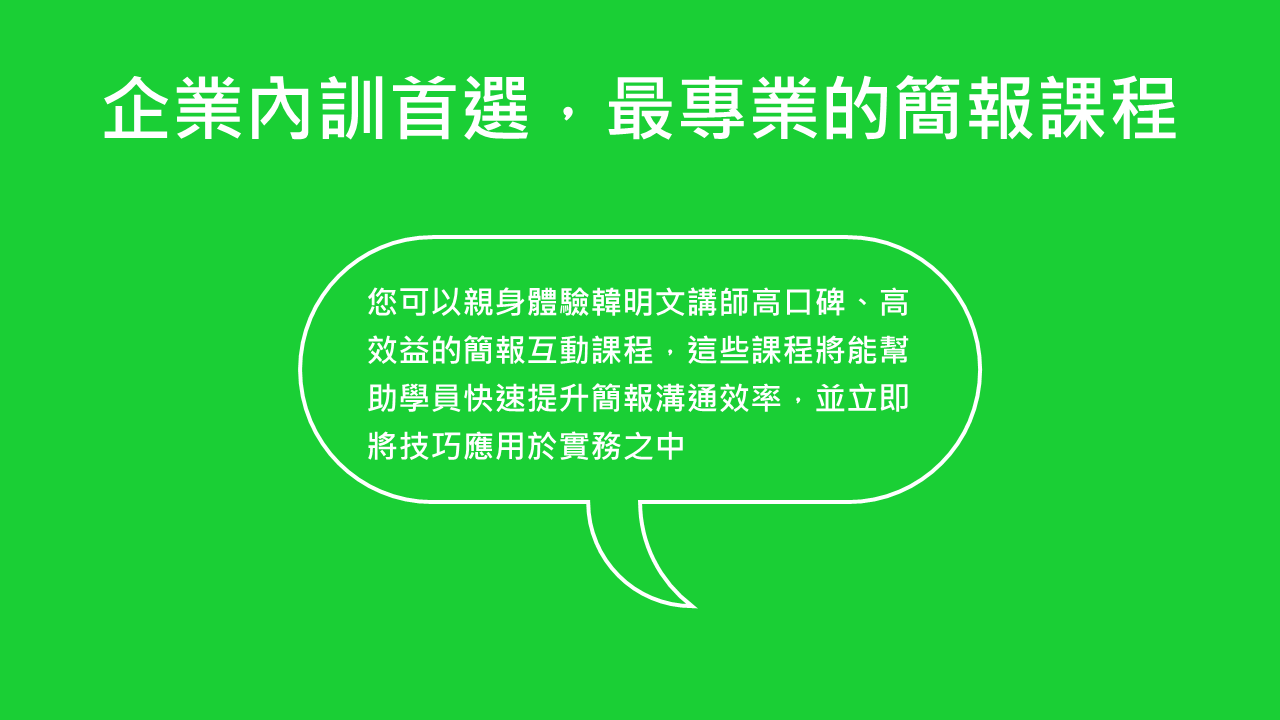 企業內訓首選，最專業的簡報課程
您可以親身體驗韓明文講師高口碑、高
效益的簡報互動課程，這些課程將能幫
助學員快速提升簡報溝通效率，並立即
將技巧應用於實務之中